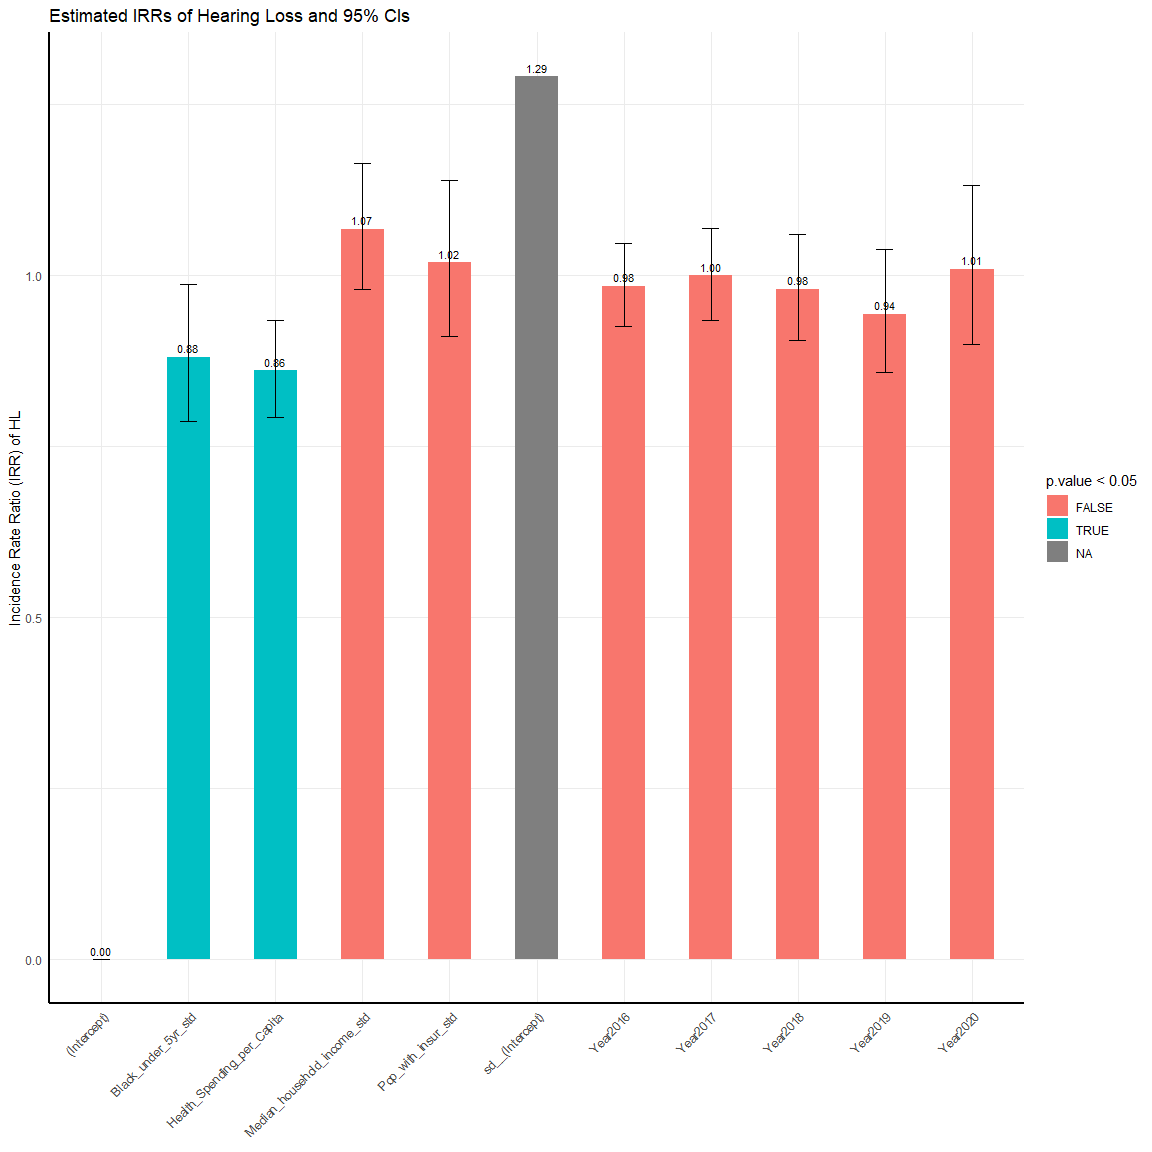 Estimated IRRs of Hearing Loss and 95% CIs
Incidence Rate Ratio (IRR) of HL
1.0
0.5
0.0
0.00
0.88
0.86
1.07
1.02
1.29
0.98
1.00
0.98
0.94
1.01
(Intercept)
Black_under_5yr_std
Health_Spending_per_Capita
Median_household_income_std
Pop_with_insur_std
sd__(Intercept)
Year2016
Year2017
Year2018
Year2019
Year2020
p.value < 0.05
FALSE
TRUE
NA